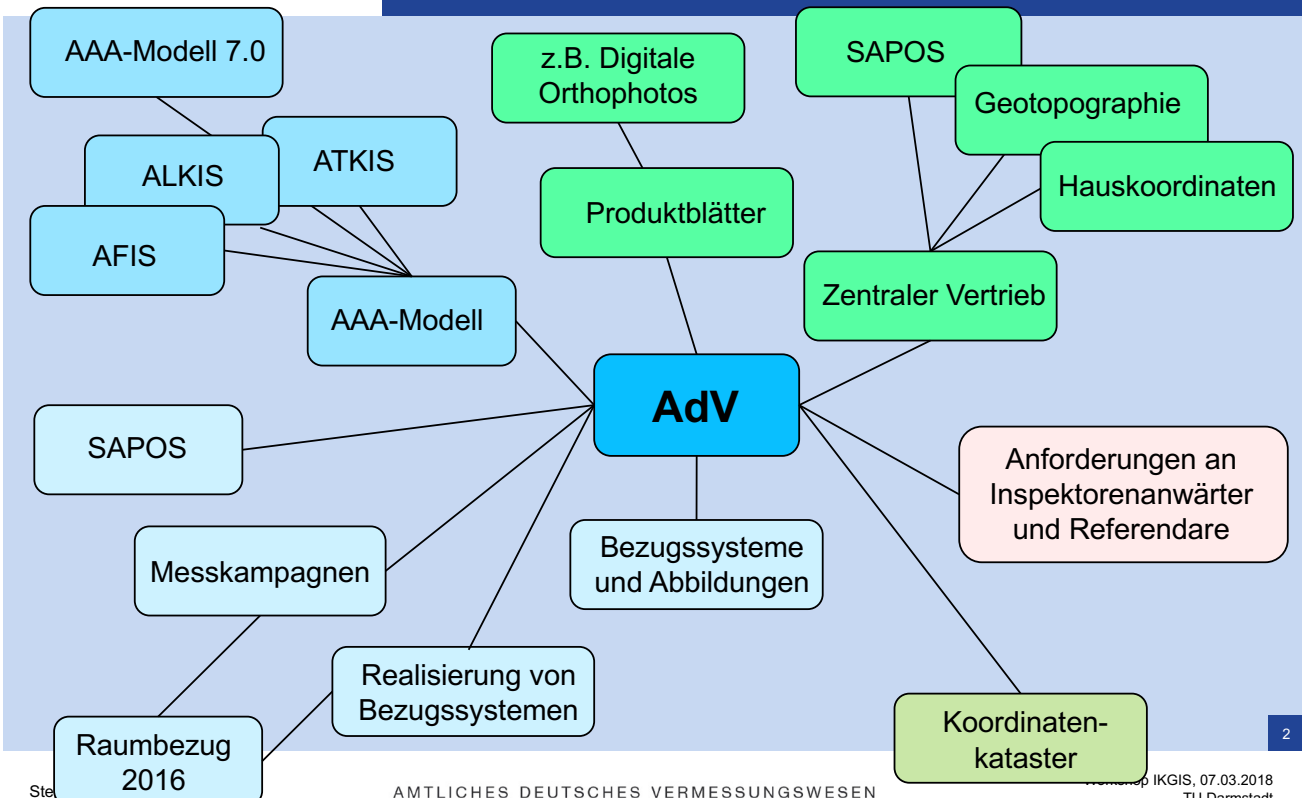 AAA-Modell 7.0
z.B. Digitale
Orthophotos
SAPOS
Geotopographie
Hauskoordinaten
ALKIS
ATKIS
AFIS
Produktblätter
AAA-Modell
Zentraler Vertrieb
AdV
SAPOS
Anforderungen an
Inspektorenanwärter
und Referendare
Messkampagnen
Bezugssysteme
und Abbildungen
Realisierung von
Bezugssystemen
Raumbezug
2016
Koordinaten-
kataster
2
AMTLICHES DEUTSCHES VERMESSUNGSWESEN
IKGIS, 07.03.2018
TU Darmstadt